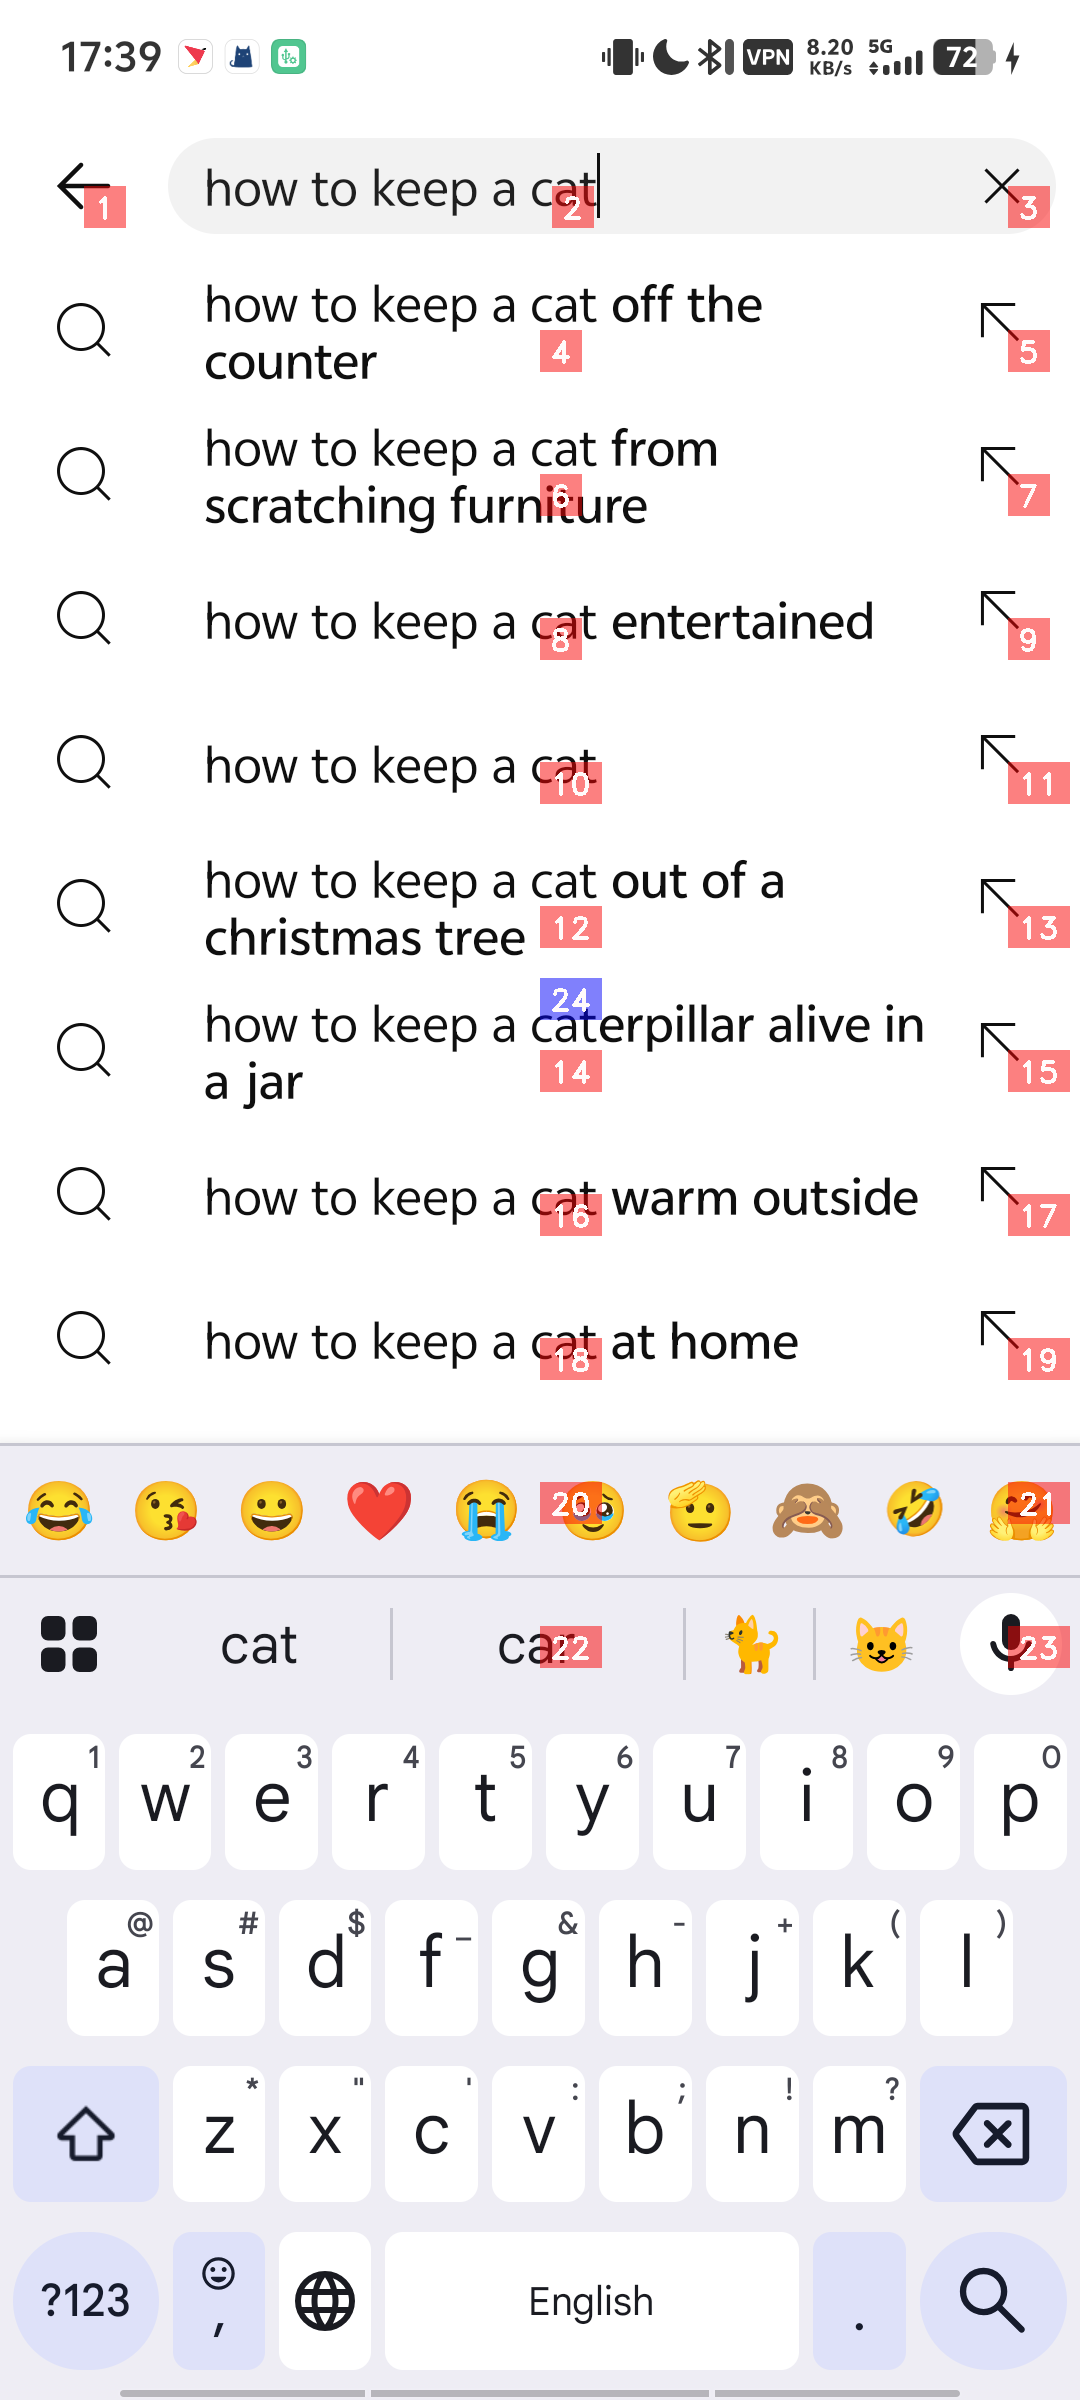 17:39
VPN 8.20 KB/s 5G 72
how to keep a cat
1 2 3
how to keep a cat off the
counter
4 5
how to keep a cat from
scratching furniture
6 7
how to keep a cat entertained
8 9
how to keep a cat
10 11
how to keep a cat out of a
christmas tree
12 13
24
how to keep a caterpillar alive in
a jar
14 15
how to keep a cat warm outside
16 17
how to keep a cat at home
18 19
20 21
cat car
22 23
1 2 3 4 5 6 7 8 9 0
q w e r t y u i o p
@ # $ _ & - + ( )
a s d f g h j k l
* " ' : ; ! ?
z x c v b n m
?123 , English .